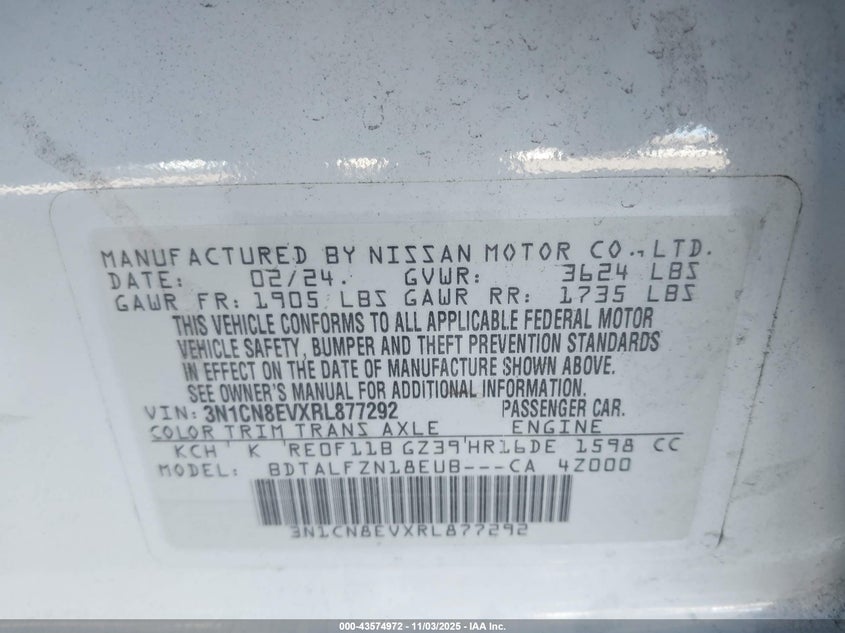 MANUFACTURED BY NISSAN MOTOR CO., LTD.
DATE: 02/24. GVWR: 3624 LBS
GAWR FR: 1905 LBS GAWR RR: 1735 LBS
THIS VEHICLE CONFORMS TO ALL APPLICABLE FEDERAL MOTOR
VEHICLE SAFETY, BUMPER AND THEFT PREVENTION STANDARDS
IN EFFECT ON THE DATE OF MANUFACTURE SHOWN ABOVE.
SEE OWNER'S MANUAL FOR ADDITIONAL INFORMATION.
VIN: 3N1CN8EVXRL877292 PASSENGER CAR.
COLOR TRIM TRANS AXLE ENGINE
KCH K RE0F11B GZ39 HR16DE 1598 CC
MODEL: BDTALFZN18EUB---CA 4Z000
3N1CN8EVXRL877292
000-43574972 - 11/03/2025 - IAA Inc.